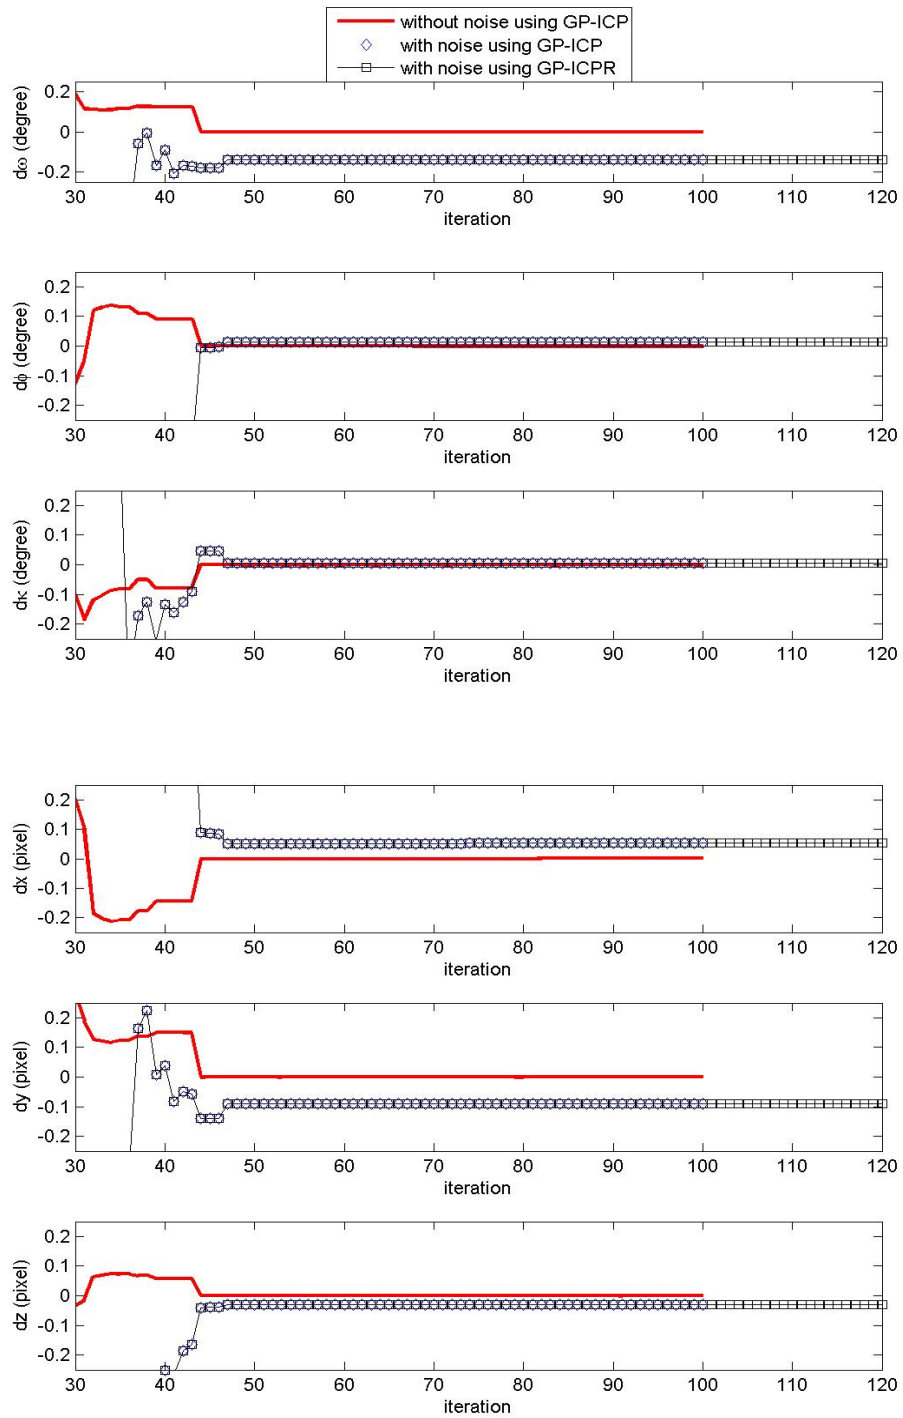 without noise using GP-ICP
with noise using GP-ICP
with noise using GP-ICPR
dω (degree)
0.2
0
-0.2
30 40 50 60 70 80 90 100 110 120
iteration
dϕ (degree)
0.2
0.1
0
-0.1
-0.2
30 40 50 60 70 80 90 100 110 120
iteration
dκ (degree)
0.2
0.1
0
-0.1
-0.2
30 40 50 60 70 80 90 100 110 120
iteration
dx (pixel)
0.2
0.1
0
-0.1
-0.2
30 40 50 60 70 80 90 100 110 120
iteration
dy (pixel)
0.2
0.1
0
-0.1
-0.2
30 40 50 60 70 80 90 100 110 120
iteration
dz (pixel)
0.2
0.1
0
-0.1
-0.2
30 40 50 60 70 80 90 100 110 120
iteration